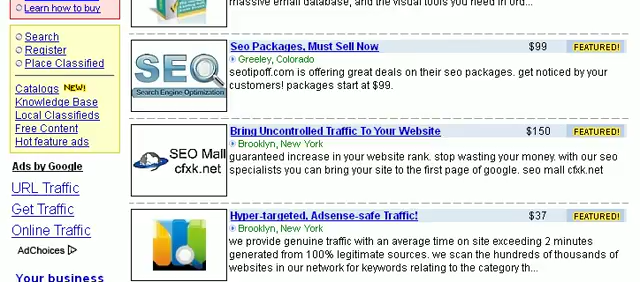 Learn how to buy
massive email database, and the visual tools you need in ord...
Search
Register
Place Classified
Catalogs NEW!
Knowledge Base
Local Classifieds
Free Content
Hot feature ads
Ads by Google
URL Traffic
Get Traffic
Online Traffic
AdChoices
Your business
SEO
Search Engine Optimization
Seo Packages, Must Sell Now $99 FEATURED!
Greeley, Colorado
seotipoff.com is offering great deals on their seo packages. get noticed by your
customers! packages start at $99.
SEO Mall
cfxk.net
Bring Uncontrolled Traffic To Your Website $150 FEATURED!
Brooklyn, New York
guaranteed increase in your website rank. stop wasting your money. with our seo
specialists you can bring your site to the first page of google. seo mall cfxk.net
Hyper-targeted, Adsense-safe Traffic! $37 FEATURED!
Brooklyn, New York
we provide genuine traffic with an average time on site exceeding 2 minutes
generated from 100% legitimate sources. we scan the hundreds of thousands of
websites in our network for keywords relating to the category th...